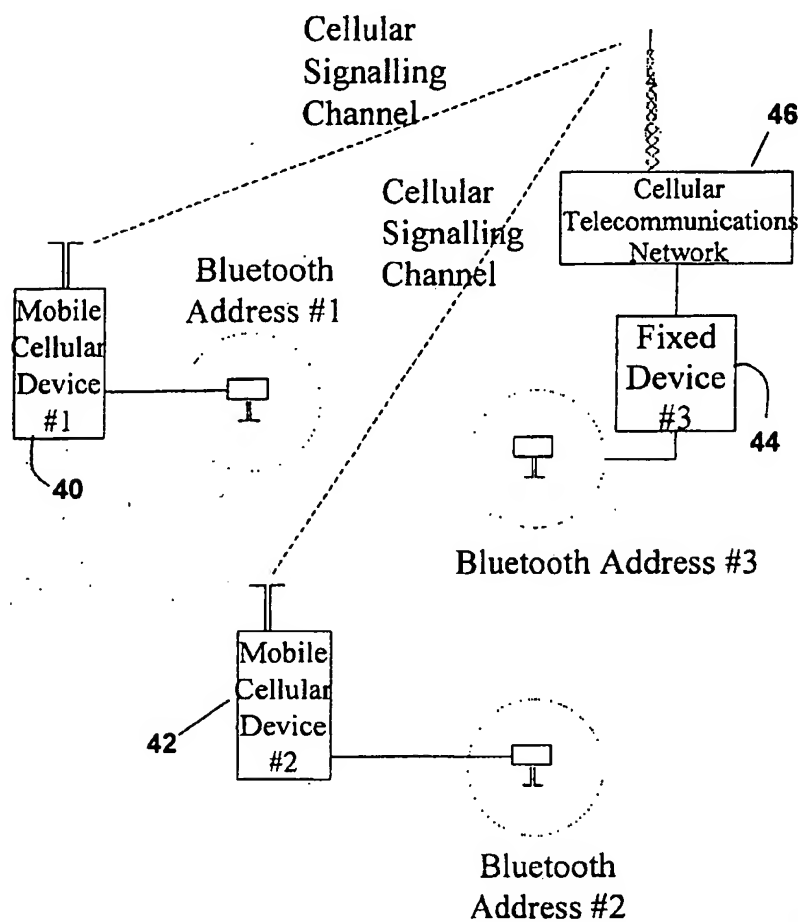 Cellular
Signalling
Channel
46
Cellular
Telecommunications
Network
Cellular
Signalling
Channel
Bluetooth
Address #1
Mobile
Cellular
Device
#1
40
Fixed
Device
#3
44
Bluetooth Address #3
Mobile
Cellular
Device
#2
42
Bluetooth
Address #2